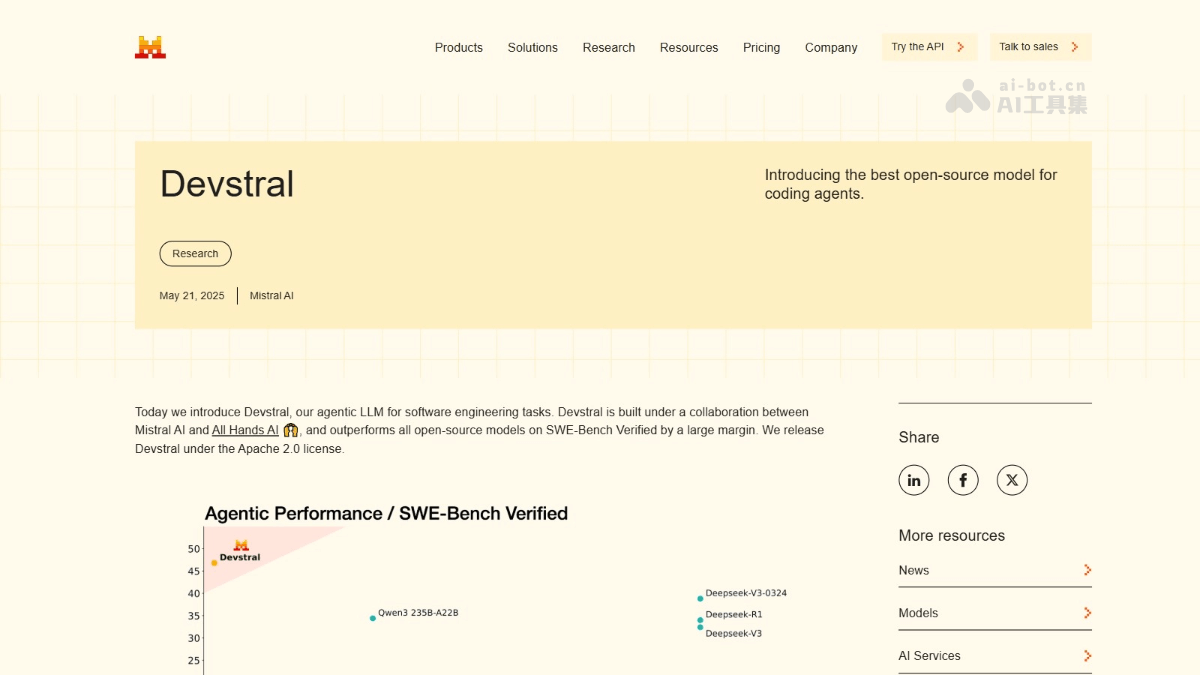 Products Solutions Research Resources Pricing Company Try the API Talk to sales
ai-bot.cn
AI工具集
Devstral
Introducing the best open-source model for
coding agents.
Research
May 21, 2025 Mistral AI
Today we introduce Devstral, our agentic LLM for software engineering tasks. Devstral is built under a collaboration between
Mistral AI and All Hands AI 🙌, and outperforms all open-source models on SWE-Bench Verified by a large margin. We release
Devstral under the Apache 2.0 license.
Agentic Performance / SWE-Bench Verified
50
Devstral
45
40
Deepseek-V3-0324
35
Qwen3 235B-A22B
Deepseek-R1
30
Deepseek-V3
25
Share
in f X
More resources
News
Models
AI Services